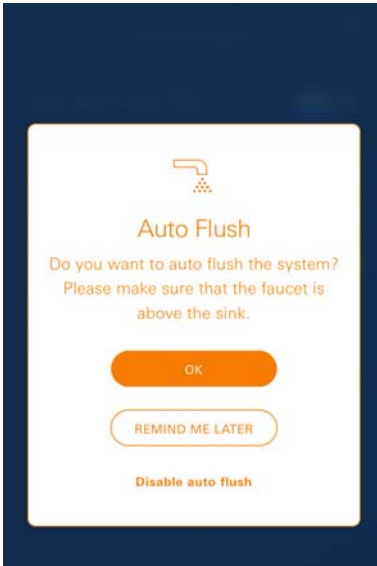 Auto Flush
Do you want to auto flush the system?
Please make sure that the faucet is
above the sink.
OK
REMIND ME LATER
Disable auto flush